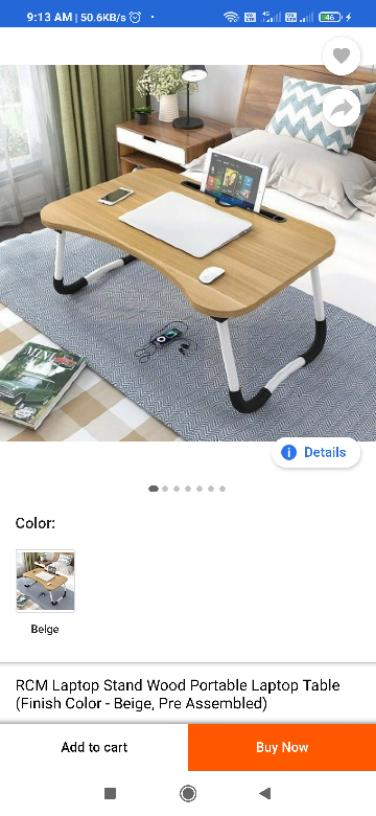 9:13 AM | 50.6KB/s
46
MINI
Details
Color:
Beige
RCM Laptop Stand Wood Portable Laptop Table
(Finish Color - Beige, Pre Assembled)
Add to cart
Buy Now